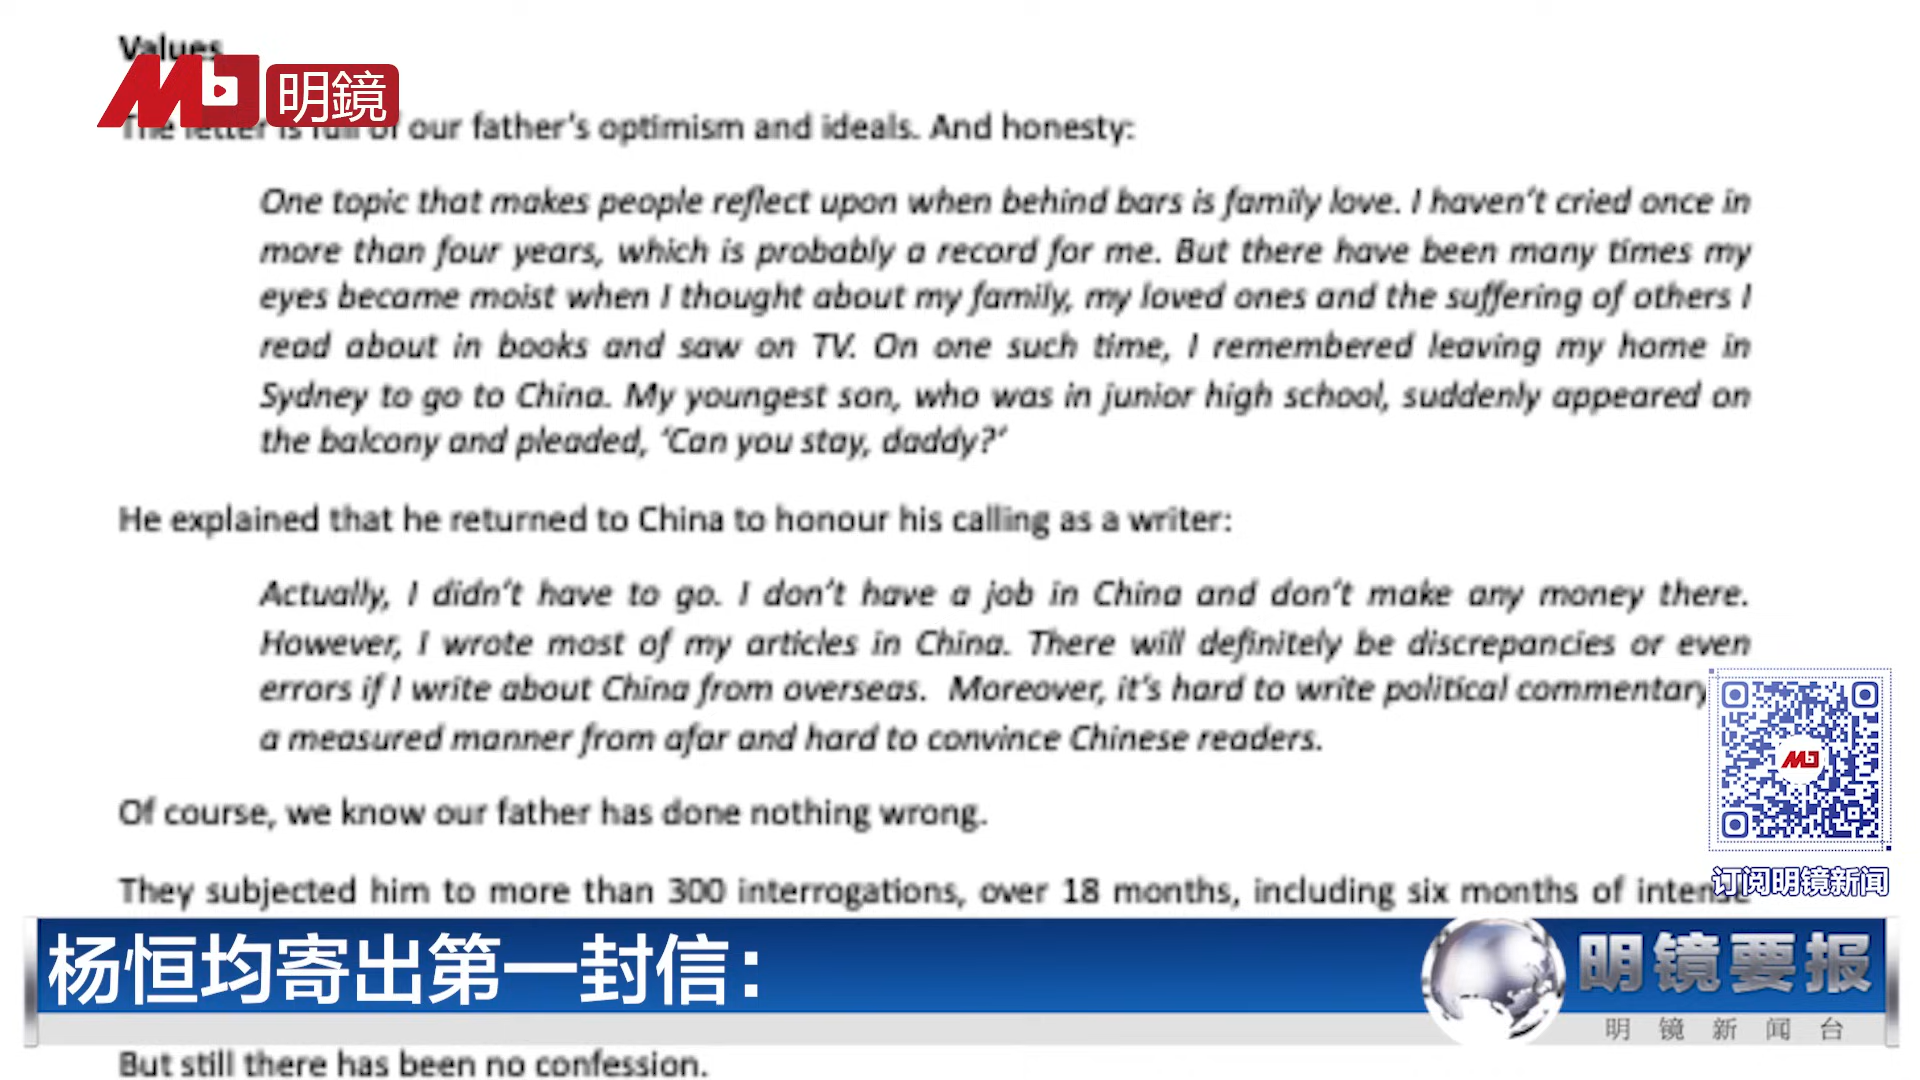 Values
明鏡
The letter is full of our father's optimism and ideals. And honesty:
One topic that makes people reflect upon when behind bars is family love. I haven't cried once in
more than four years, which is probably a record for me. But there have been many times my
eyes became moist when I thought about my family, my loved ones and the suffering of others I
read about in books and saw on TV. On one such time, I remembered leaving my home in
Sydney to go to China. My youngest son, who was in junior high school, suddenly appeared on
the balcony and pleaded, ‘Can you stay, daddy?’
He explained that he returned to China to honour his calling as a writer:
Actually, I didn't have to go. I don't have a job in China and don't make any money there.
However, I wrote most of my articles in China. There will definitely be discrepancies or even
errors if I write about China from overseas. Moreover, it's hard to write political commentary
a measured manner from afar and hard to convince Chinese readers.
Of course, we know our father has done nothing wrong.
They subjected him to more than 300 interrogations, over 18 months, including six months of intense
订阅明镜新闻
杨恒均寄出第一封信：
明镜要报
明镜新闻台
But still there has been no confession.